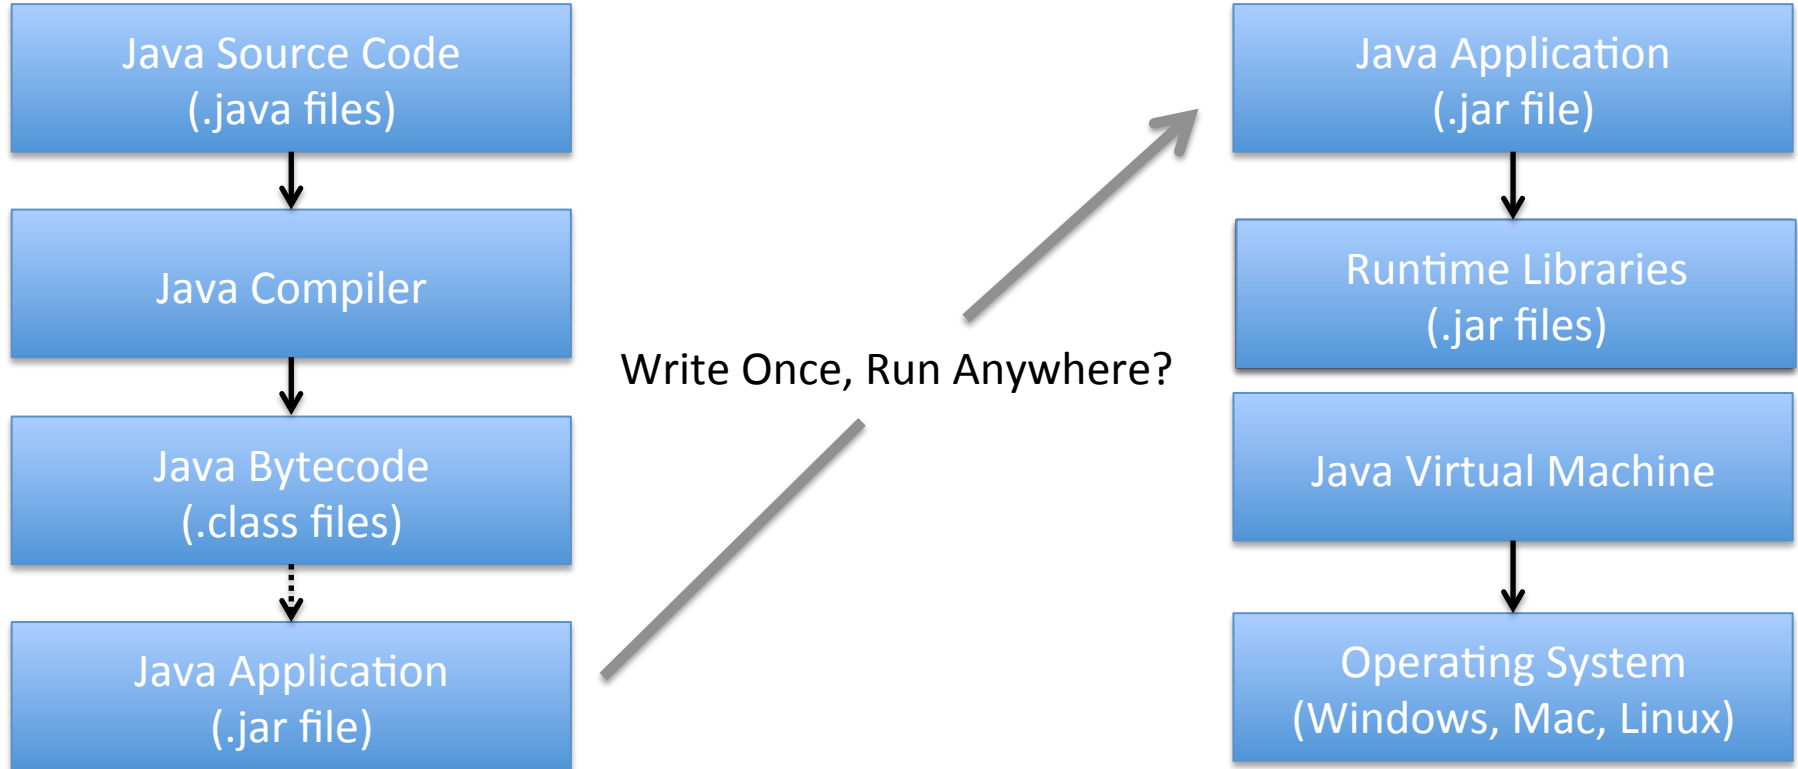 Java Source Code
(.java files)
Java Compiler
Java Bytecode
(.class files)
Java Application
(.jar file)
Write Once, Run Anywhere?
Java Application
(.jar file)
Runtime Libraries
(.jar files)
Java Virtual Machine
Operating System
(Windows, Mac, Linux)